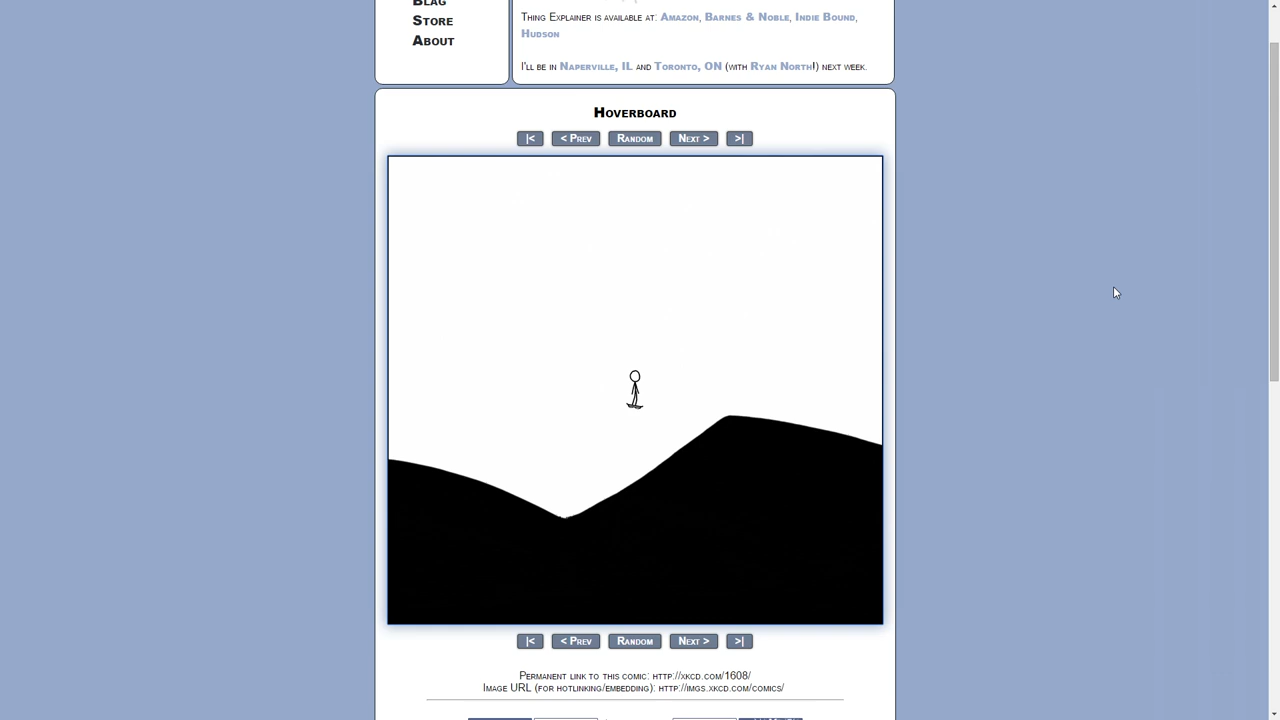 Blag
Store
About
Thing Explainer is available at: Amazon, Barnes & Noble, Indie Bound,
Hudson
I'll be in Naperville, IL and Toronto, ON (with Ryan North!) next week.
Hoverboard
|< < Prev Random Next > >|
|< < Prev Random Next > >|
Permanent link to this comic: http://xkcd.com/1608/
Image URL (for hotlinking/embedding): http://imgs.xkcd.com/comics/